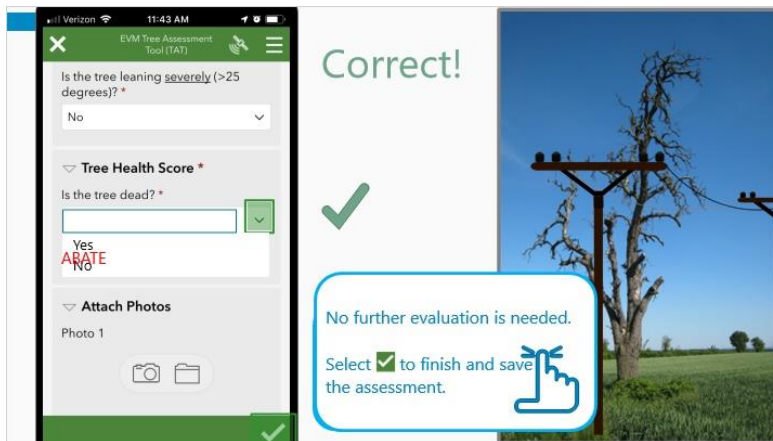 Verizon 11:43 AM
EVM Tree Assessment
Tool (TAT)
Is the tree leaning severely (>25
degrees)? *
No
Tree Health Score *
Is the tree dead? *
Yes
ABATE
No
Attach Photos
Photo 1
Correct!
No further evaluation is needed.
Select to finish and save
the assessment.